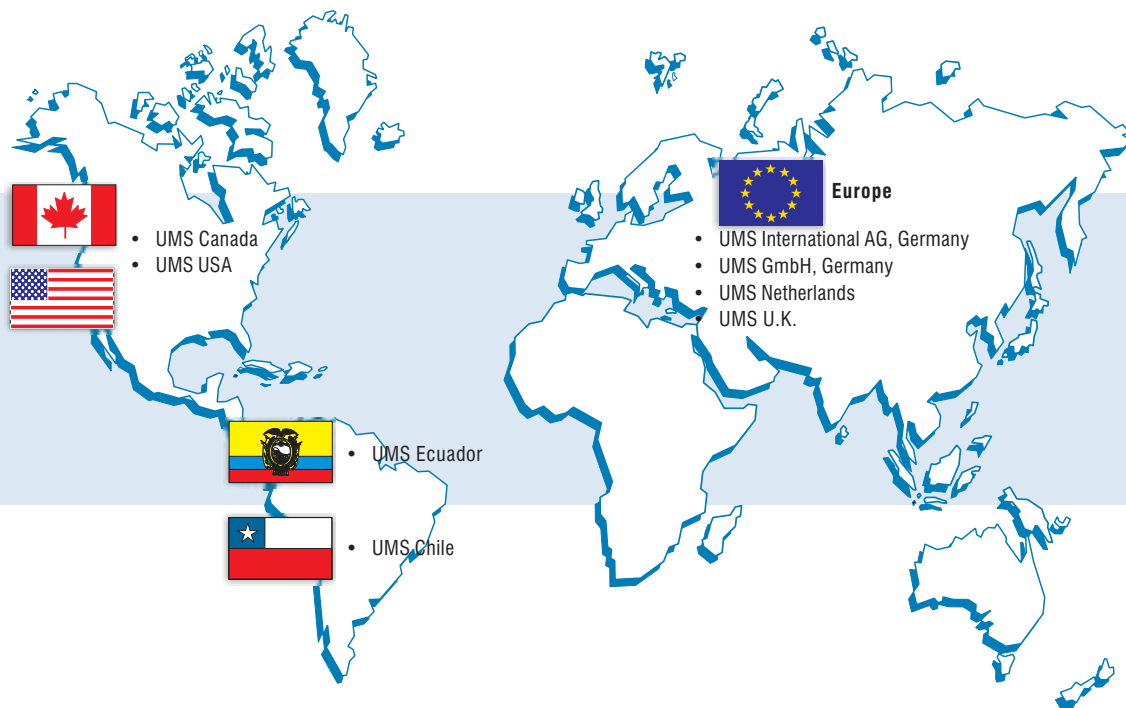 • UMS Canada
• UMS USA
Europe
• UMS International AG, Germany
• UMS GmbH, Germany
• UMS Netherlands
• UMS U.K.
• UMS Ecuador
• UMS Chile